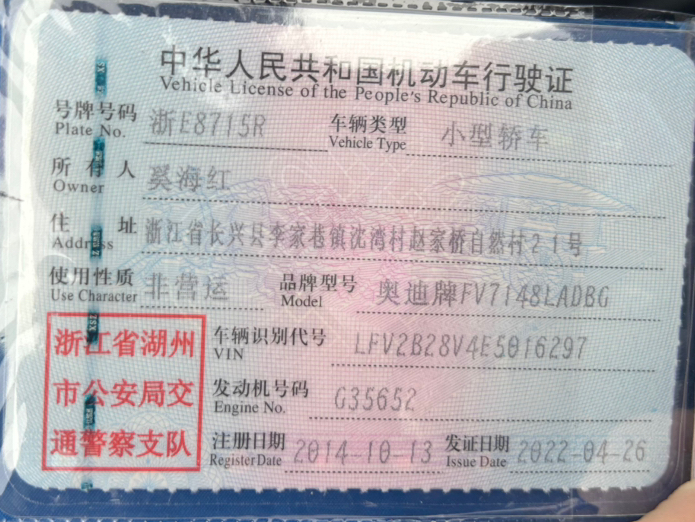 中华人民共和国机动车行驶证
Vehicle License of the People's Republic of China
号牌号码 浙E8715R 车辆类型 小型轿车
Plate No. Vehicle Type
所有人 奚海红
Owner
住址 浙江省长兴县李家巷镇沈湾村赵家桥自然村21号
Address
使用性质 非营运 品牌型号 奥迪牌FV7148LADBG
Use Character Model
浙江省湖州 车辆识别代号 LFV2B28V4E5016297
VIN
市公安局交 发动机号码 G35652
Engine No.
通警察支队 注册日期 2014-10-13 发证日期 2022-04-26
Register Date Issue Date